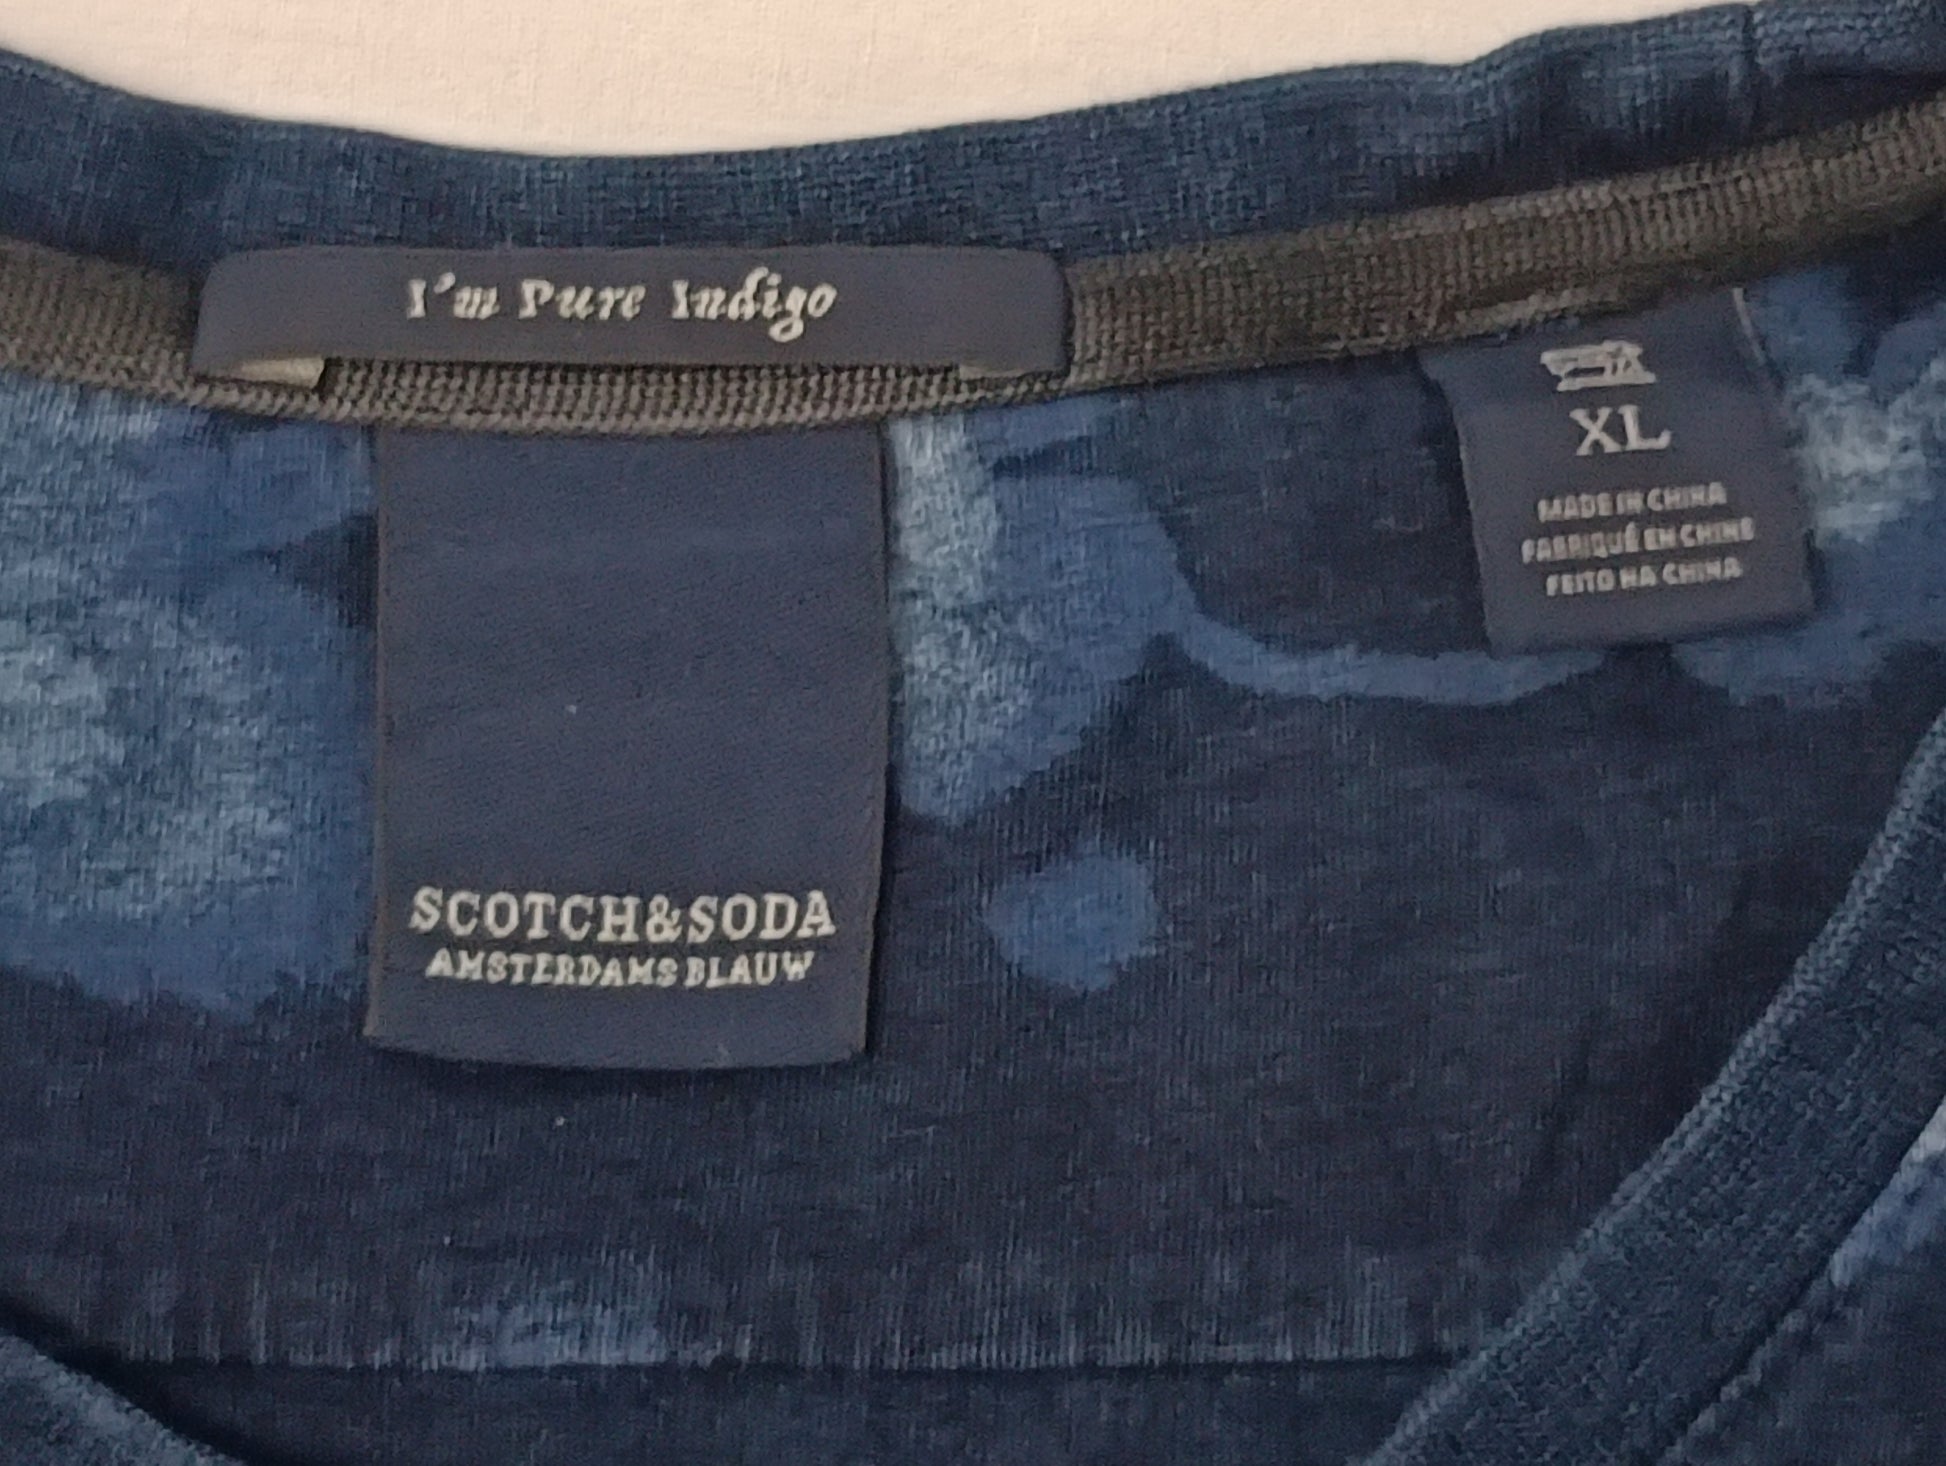 I'm Pure Indigo
XL
MADE IN CHINA
FABRIQUÉ EN CHINE
FEITO NA CHINA
SCOTCH&SODA
AMSTERDAMS BLAUW